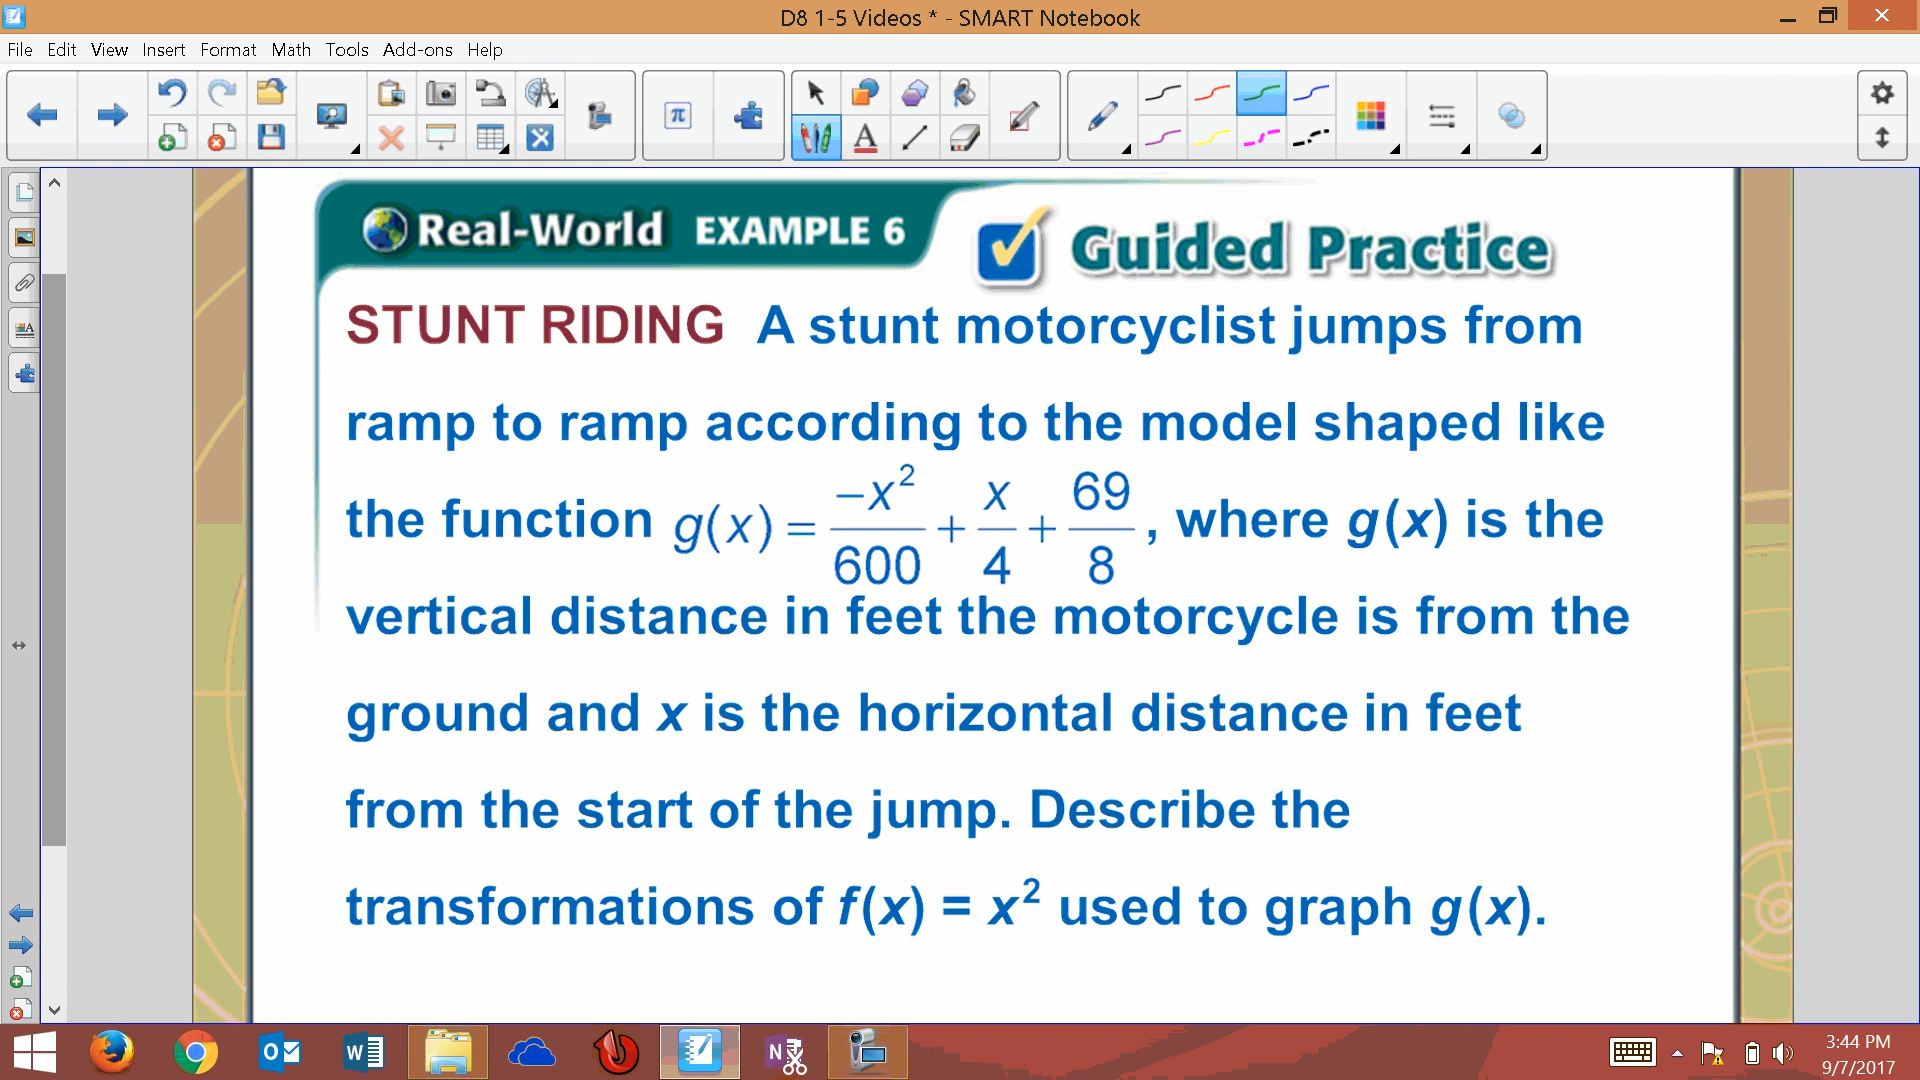 D8 1-5 Videos * - SMART Notebook
File Edit View Insert Format Math Tools Add-ons Help
π
A
Real-World EXAMPLE 6 Guided Practice
STUNT RIDING A stunt motorcyclist jumps from
ramp to ramp according to the model shaped like
the function g(x) = −x²/600 + x/4 + 69/8, where g(x) is the
vertical distance in feet the motorcycle is from the
ground and x is the horizontal distance in feet
from the start of the jump. Describe the
transformations of f(x) = x² used to graph g(x).
3:44 PM
9/7/2017